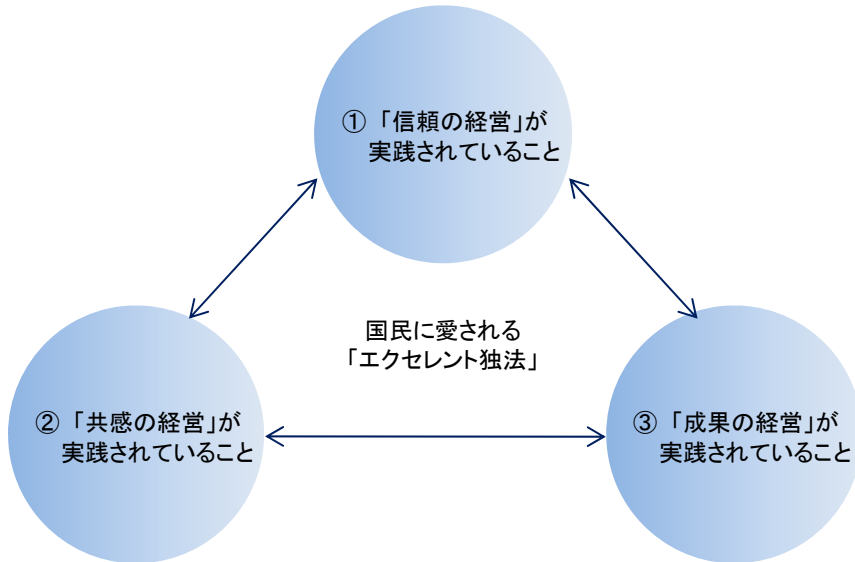 ① 「信頼の経営」が
実践されていること
国民に愛される
「エクセレント独法」
② 「共感の経営」が
実践されていること
③ 「成果の経営」が
実践されていること